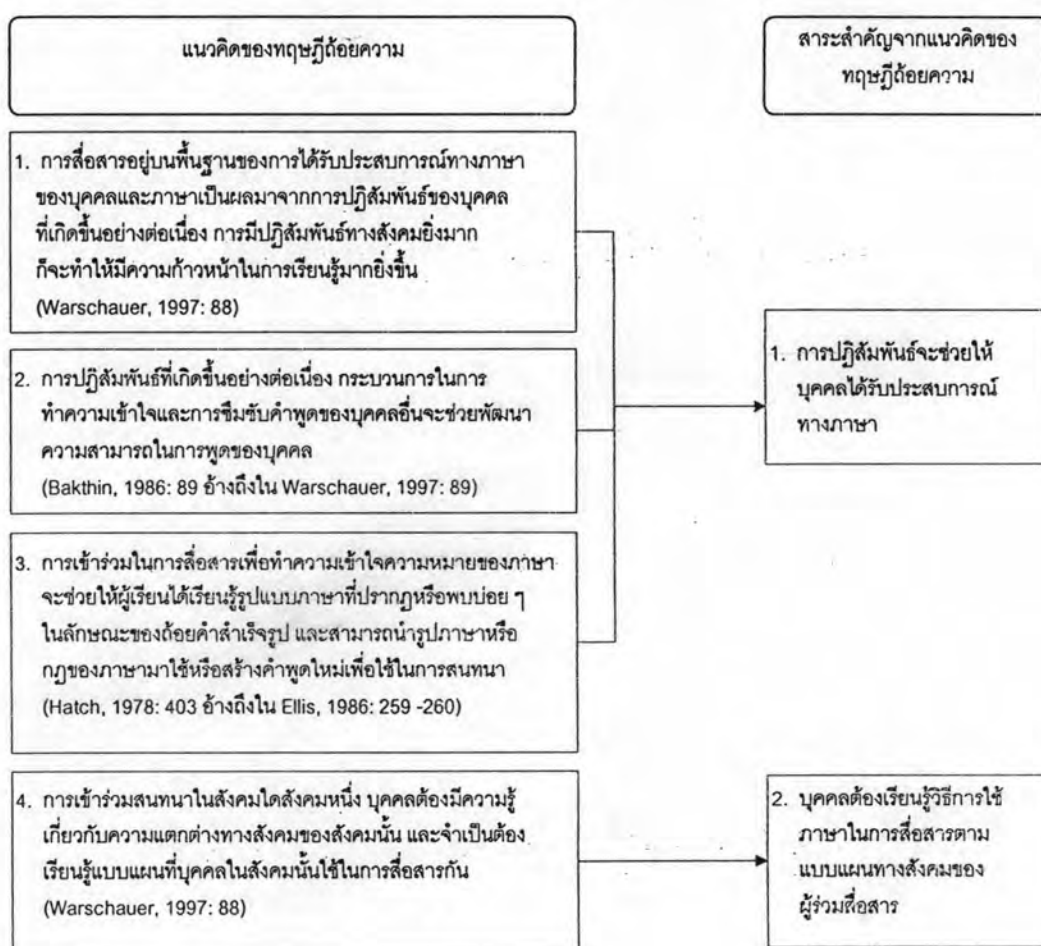 แนวคิดของทฤษฎีถ้อยความ
สาระสำคัญจากแนวคิดของ
ทฤษฎีถ้อยความ
1. การสื่อสารอยู่บนพื้นฐานของการได้รับประสบการณ์ทางภาษา
ของบุคคลและภาษาเป็นผลมาจากการปฏิสัมพันธ์ของบุคคล
ที่เกิดขึ้นอย่างต่อเนื่อง การมีปฏิสัมพันธ์ทางสังคมยิ่งมาก
ก็จะทำให้มีความก้าวหน้าในการเรียนรู้มากยิ่งขึ้น
(Warschauer, 1997: 88)
2. การปฏิสัมพันธ์ที่เกิดขึ้นอย่างต่อเนื่อง กระบวนการในการ
ทำความเข้าใจและการซึมซับคำพูดของบุคคลอื่นจะช่วยพัฒนา
ความสามารถในการพูดของบุคคล
(Bakthin, 1986: 89 อ้างถึงใน Warschauer, 1997: 89)
3. การเข้าร่วมในการสื่อสารเพื่อทำความเข้าใจความหมายของภาษา
จะช่วยให้ผู้เรียนได้เรียนรู้รูปแบบภาษาที่ปรากฏหรือพบบ่อย ๆ
ในลักษณะของถ้อยคำสำเร็จรูป และสามารถนำรูปภาษาหรือ
กฎของภาษามาใช้หรือสร้างคำพูดใหม่เพื่อใช้ในการสนทนา
(Hatch, 1978: 403 อ้างถึงใน Ellis, 1986: 259 -260)
1. การปฏิสัมพันธ์จะช่วยให้
บุคคลได้รับประสบการณ์
ทางภาษา
4. การเข้าร่วมสนทนาในสังคมใดสังคมหนึ่ง บุคคลต้องมีความรู้
เกี่ยวกับความแตกต่างทางสังคมของสังคมนั้น และจำเป็นต้อง
เรียนรู้แบบแผนที่บุคคลในสังคมนั้นใช้ในการสื่อสารกัน
(Warschauer, 1997: 88)
2. บุคคลต้องเรียนรู้วิธีการใช้
ภาษาในการสื่อสารตาม
แบบแผนทางสังคมของ
ผู้ร่วมสื่อสาร